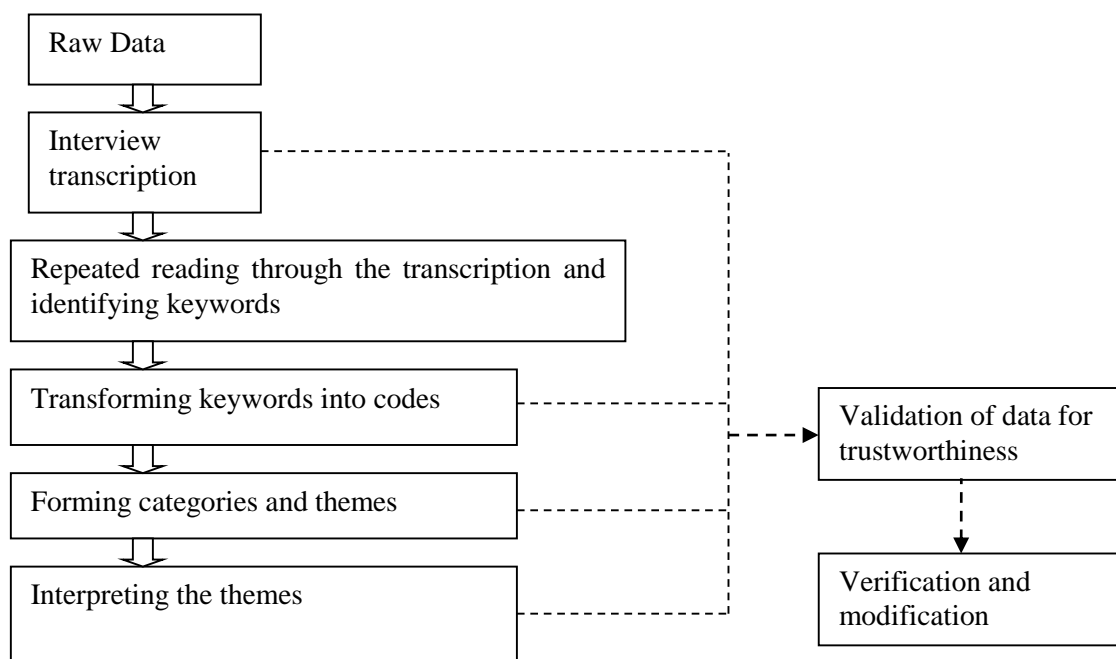 Raw Data
Interview
transcription
Repeated reading through the transcription and
identifying keywords
Transforming keywords into codes
Forming categories and themes
Interpreting the themes
Validation of data for
trustworthiness
Verification and
modification